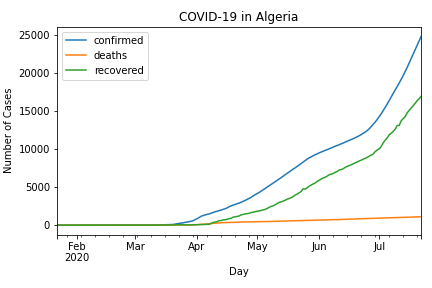 COVID-19 in Algeria
confirmed
deaths
recovered
Number of Cases
25000
20000
15000
10000
5000
0
Feb Mar Apr May Jun Jul
2020
Day